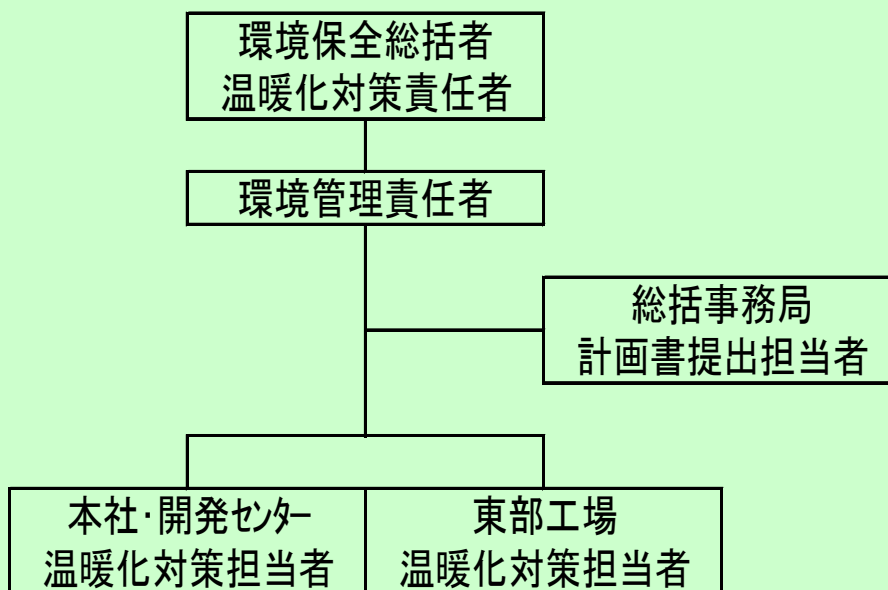 環境保全総括者
温暖化対策責任者
環境管理責任者
総括事務局
計画書提出担当者
本社･開発ｾﾝﾀｰ
温暖化対策担当者
東部工場
温暖化対策担当者